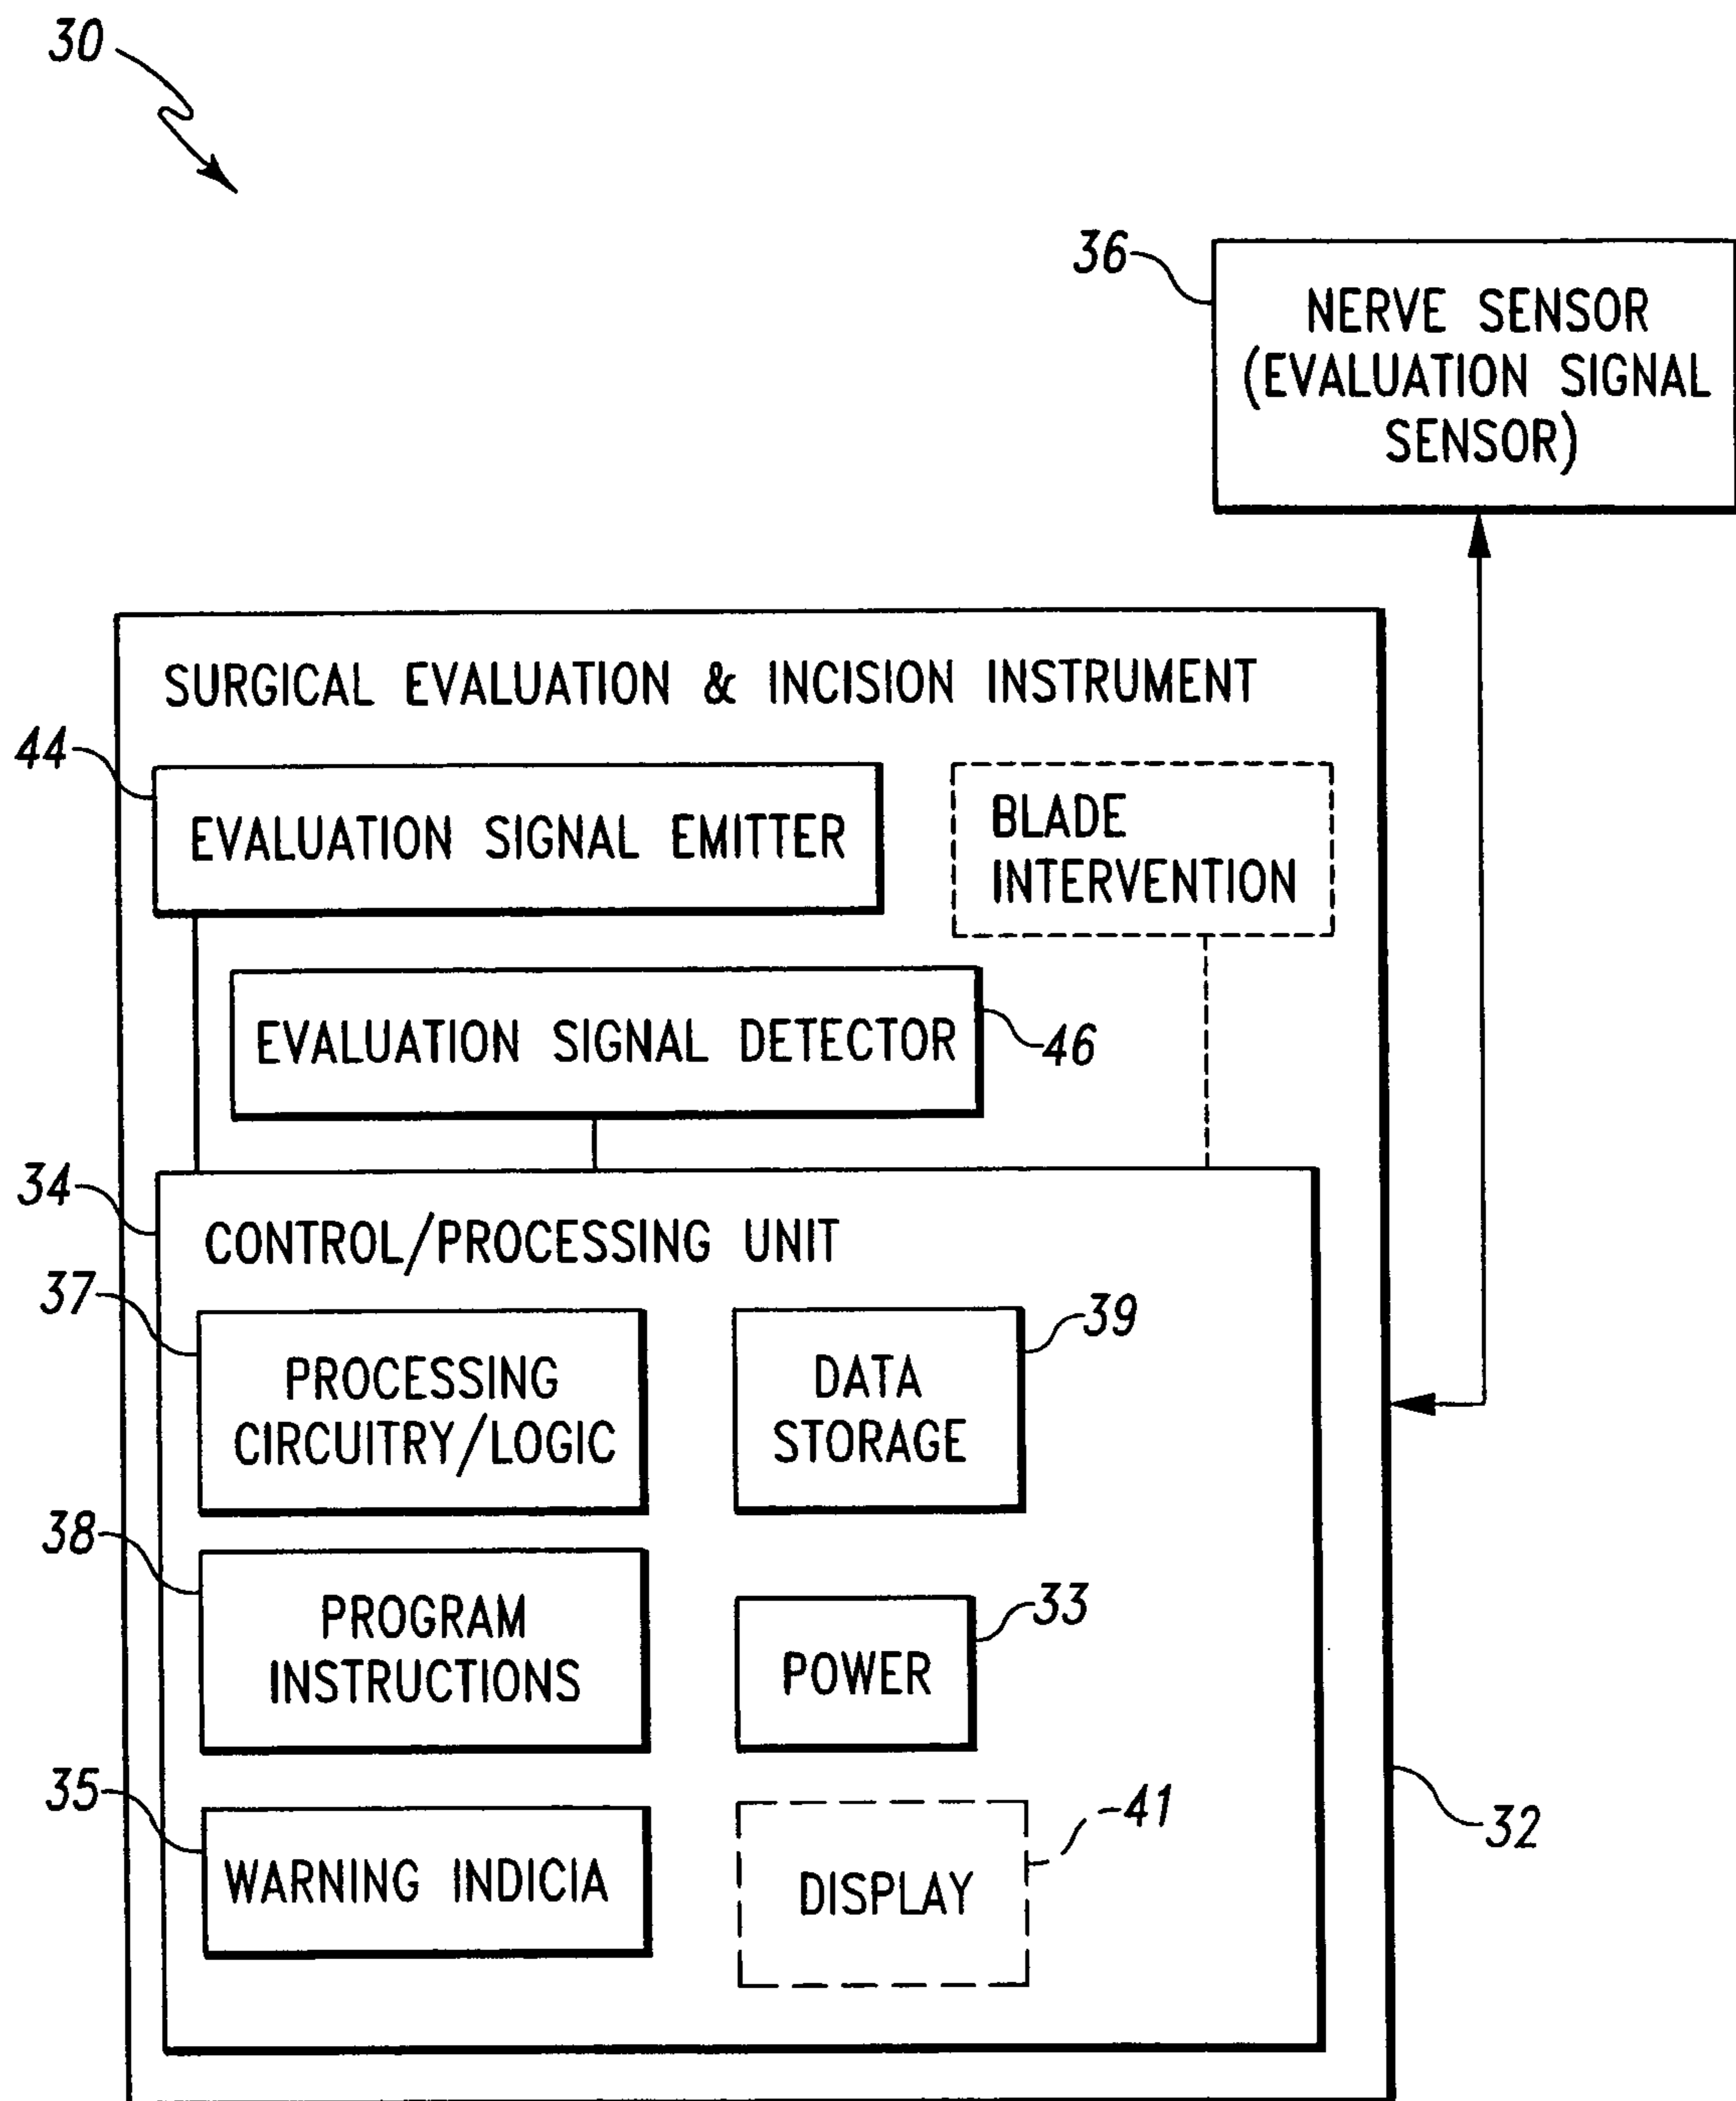 30
36
NERVE SENSOR
(EVALUATION SIGNAL
SENSOR)
SURGICAL EVALUATION & INCISION INSTRUMENT
44
EVALUATION SIGNAL EMITTER
BLADE
INTERVENTION
EVALUATION SIGNAL DETECTOR
46
34
CONTROL/PROCESSING UNIT
37
PROCESSING
CIRCUITRY/LOGIC
DATA
STORAGE
39
38
PROGRAM
INSTRUCTIONS
POWER
33
35
WARNING INDICIA
DISPLAY
41
32